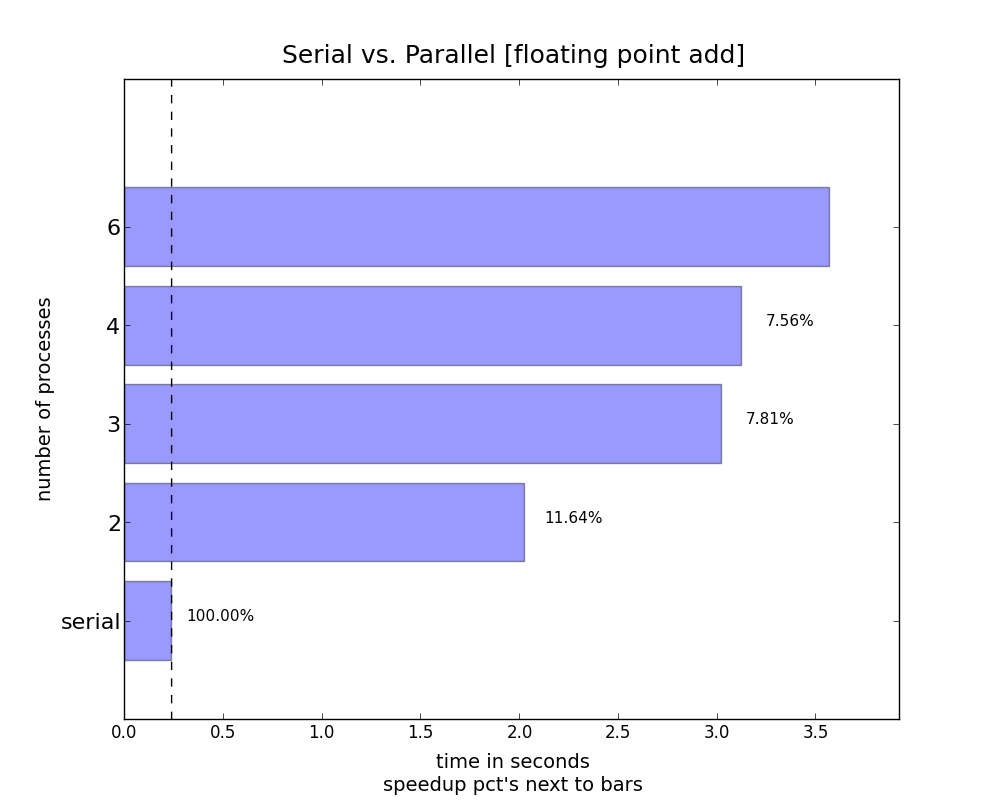 Serial vs. Parallel [floating point add]
number of processes
6
4
7.56%
3
7.81%
2
11.64%
serial
100.00%
0.0 0.5 1.0 1.5 2.0 2.5 3.0 3.5
time in seconds
speedup pct's next to bars